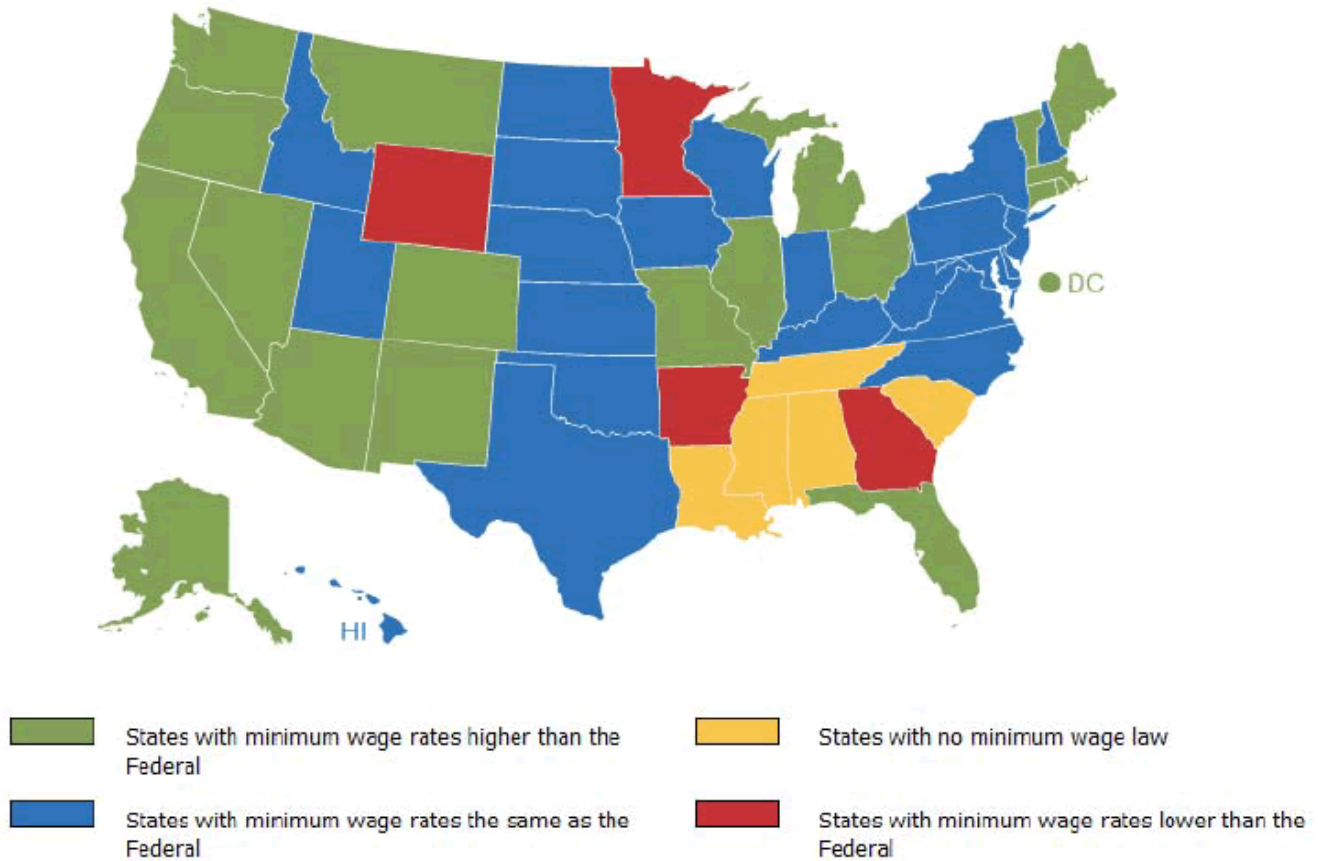 DC
HI
States with minimum wage rates higher than the
Federal
States with no minimum wage law
States with minimum wage rates the same as the
Federal
States with minimum wage rates lower than the
Federal